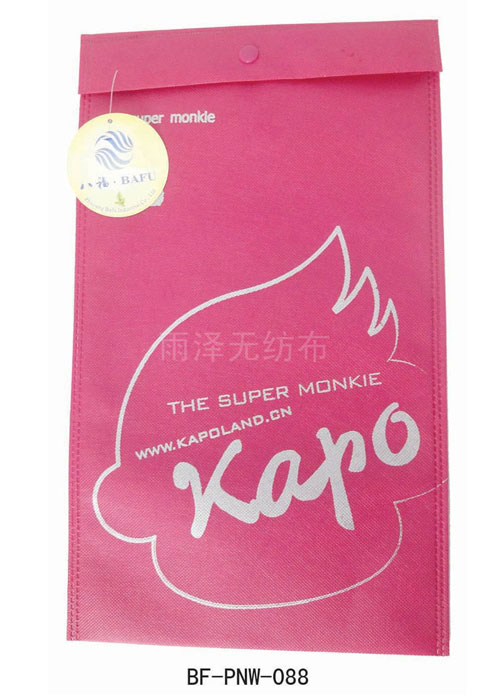 super monkie
八福·BAFU
雨泽无纺布
THE SUPER MONKIE
WWW.KAPOLAND.CN
Kapo
BF-PNW-088